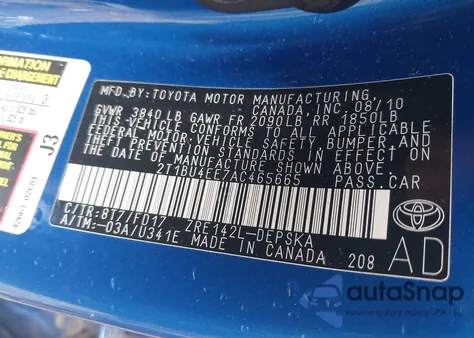 MFD. BY: TOYOTA MOTOR MANUFACTURING,
CANADA, INC. 08/10
GVWR 3840 LB GAWR FR 2090LB RR 1850LB
THIS VEHICLE CONFORMS TO ALL APPLICABLE
FEDERAL MOTOR VEHICLE SAFETY, BUMPER, AND
THEFT PREVENTION STANDARDS IN EFFECT ON
THE DATE OF MANUFACTURE SHOWN ABOVE.
2T1BU4EE7AC465665 PASS.CAR
C/TR: 817/FD17 ZRE142L-DEPSKA
A/TM: -03A/U341E MADE IN CANADA 208
TOYOTA
AD
J3
autoSnap